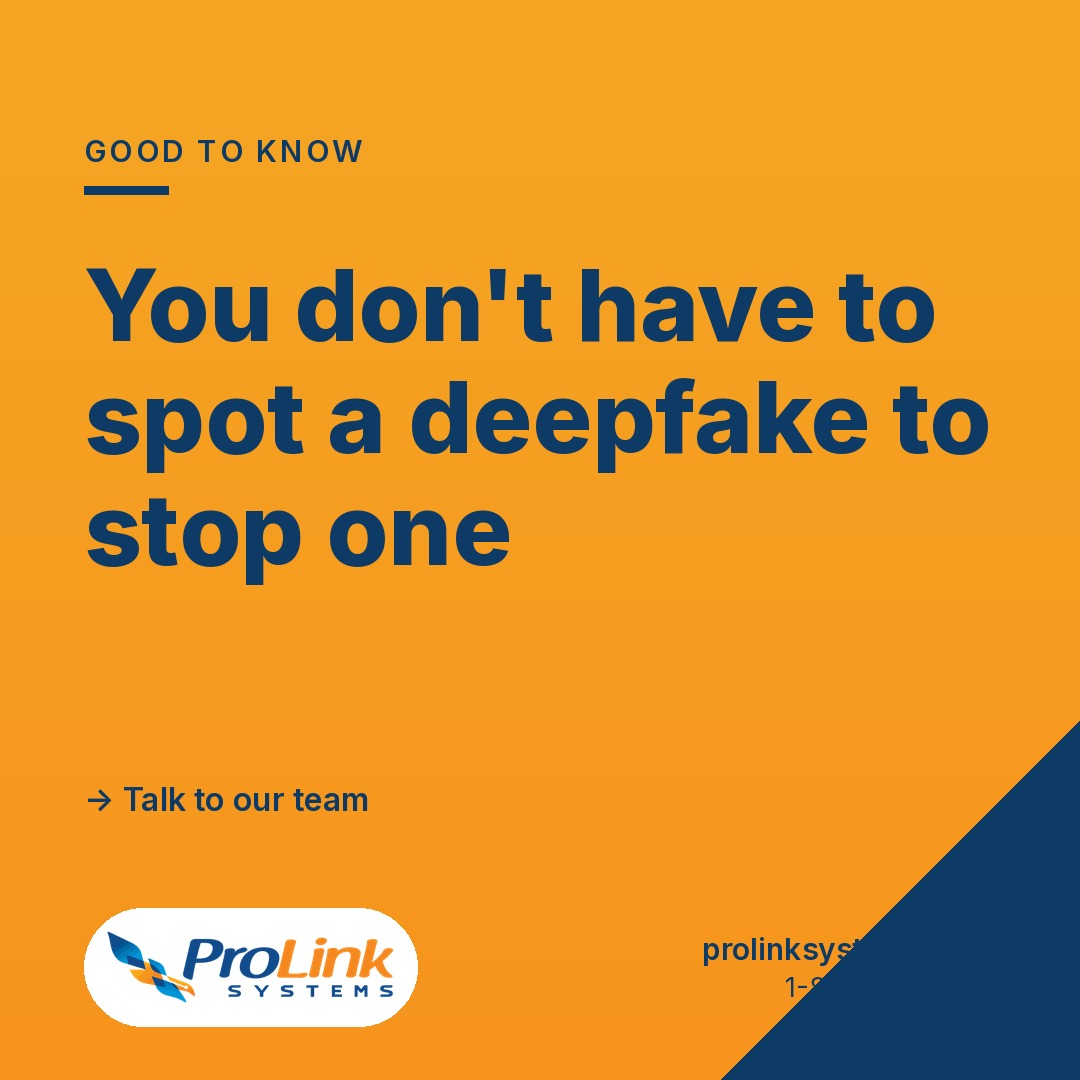 GOOD TO KNOW
You don't have to
spot a deepfake to
stop one
→ Talk to our team
ProLink
SYSTEMS